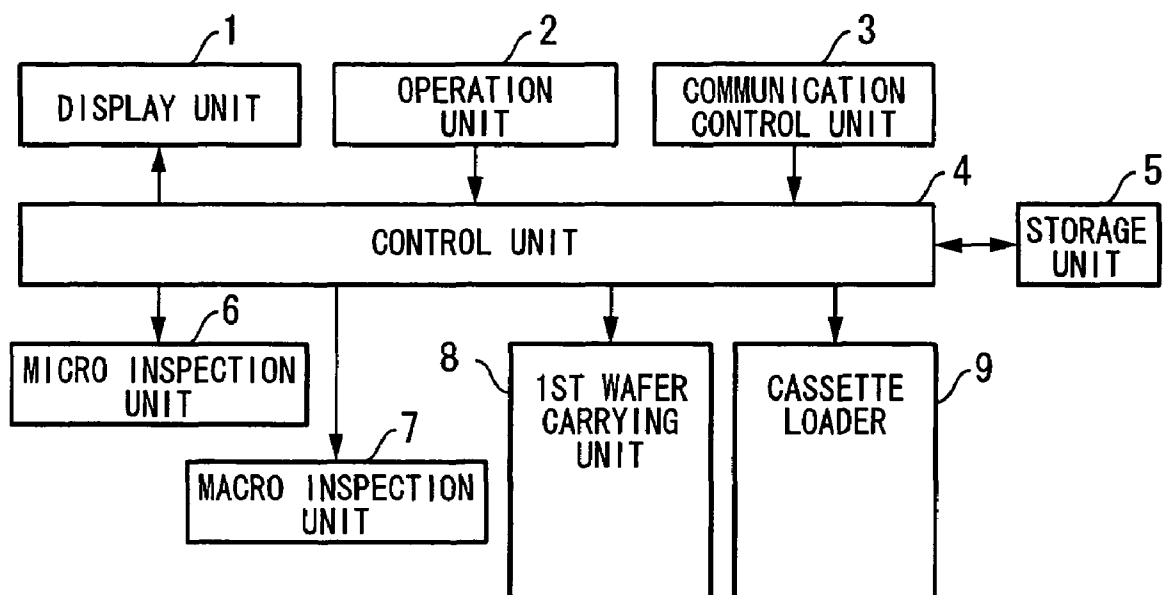 1
2
3
DISPLAY UNIT
OPERATION
UNIT
COMMUNICATION
CONTROL UNIT
4
5
CONTROL UNIT
STORAGE
UNIT
6
MICRO INSPECTION
UNIT
7
MACRO INSPECTION
UNIT
8
1ST WAFER
CARRYING
UNIT
9
CASSETTE
LOADER